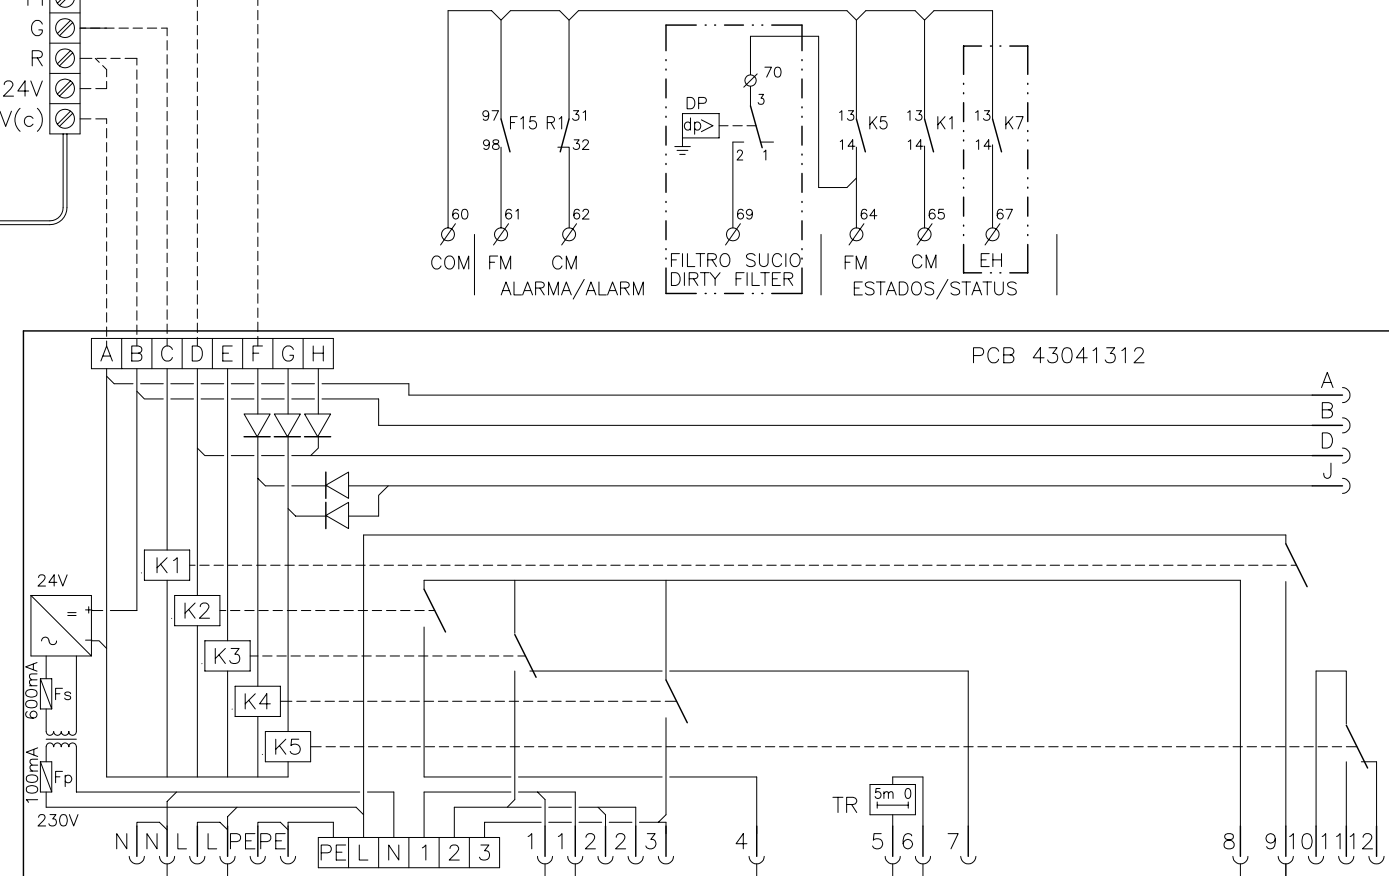 G
R
24V
V(c)
97 98 F15
R1 31 32
DP
dp>
70
3
2 1
13 14 K5
13 14 K1
13 14 K7
60 61 62 69 64 65 67
COM FM CM
FILTRO SUCIO
DIRTY FILTER
FM CM EH
ALARMA/ALARM
ESTADOS/STATUS
A B C D E F G H
PCB 43041312
A
B
D
J
K1
24V
= +
~
K2
K3
K4
K5
600mA Fs
100mA Fp
230V
TR
5m 0
N N L L PE PE
PE L N 1 2 3
1 1 2 2 3 4 5 6 7 8 9 10 11 12